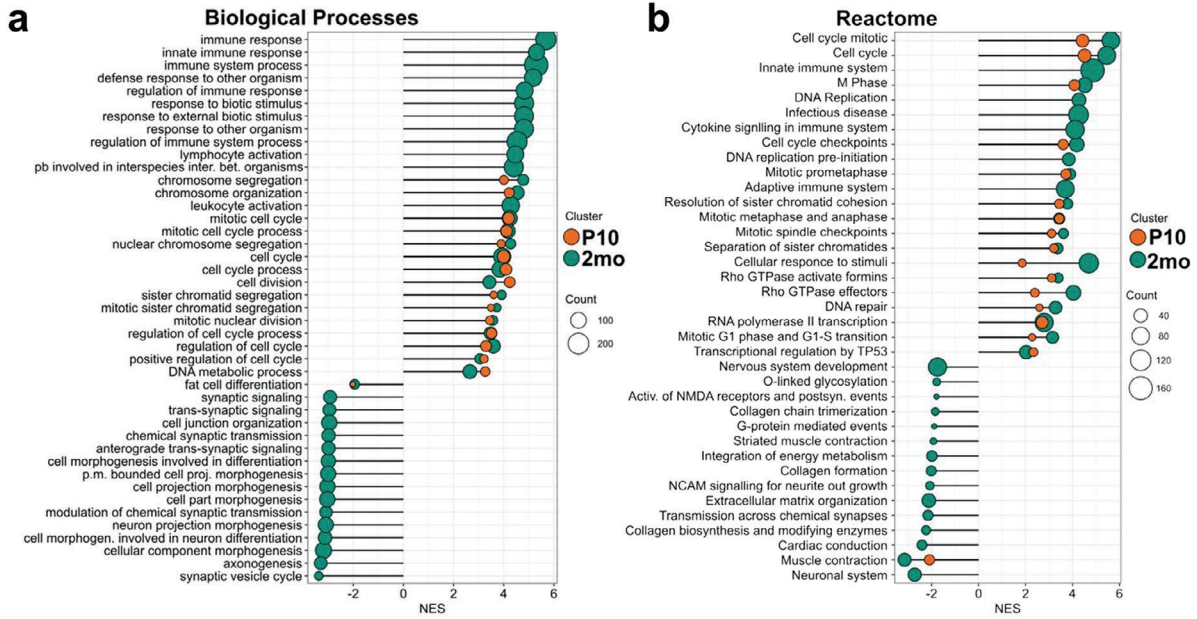 a
Biological Processes
immune response
innate immune response
immune system process
defense response to other organism
regulation of immune response
response to biotic stimulus
response to external biotic stimulus
response to other organism
regulation of immune system process
lymphocyte activation
pb involved in interspecies inter. bet. organisms
chromosome segregation
chromosome organization
leukocyte activation
mitotic cell cycle
mitotic cell cycle process
nuclear chromosome segregation
cell cycle
cell cycle process
cell division
sister chromatid segregation
mitotic sister chromatid segregation
mitotic nuclear division
regulation of cell cycle process
regulation of cell cycle
positive regulation of cell cycle
DNA metabolic process
fat cell differentiation
synaptic signaling
trans-synaptic signaling
cell junction organization
chemical synaptic transmission
anterograde trans-synaptic signaling
cell morphogenesis involved in differentiation
p.m. bounded cell proj. morphogenesis
cell projection morphogenesis
cell part morphogenesis
modulation of chemical synaptic transmission
neuron projection morphogenesis
cell morphogen. involved in neuron differentiation
cellular component morphogenesis
axonogenesis
synaptic vesicle cycle
-2 0 2 4 6
NES
Cluster
P10
2mo
Count
100
200
b
Reactome
Cell cycle mitotic
Cell cycle
Innate immune system
M Phase
DNA Replication
Infectious disease
Cytokine signlling in immune system
Cell cycle checkpoints
DNA replication pre-initiation
Mitotic prometaphase
Adaptive immune system
Resolution of sister chromatid cohesion
Mitotic metaphase and anaphase
Mitotic spindle checkpoints
Separation of sister chromatides
Cellular responce to stimuli
Rho GTPase activate formins
Rho GTPase effectors
DNA repair
RNA polymerase II transcription
Mitotic G1 phase and G1-S transition
Transcriptional regulation by TP53
Nervous system development
O-linked glycosylation
Activ. of NMDA receptors and postsyn. events
Collagen chain trimerization
G-protein mediated events
Striated muscle contraction
Integration of energy metabolism
Collagen formation
NCAM signalling for neurite out growth
Extracellular matrix organization
Transmission across chemical synapses
Collagen biosynthesis and modifying enzymes
Cardiac conduction
Muscle contraction
Neuronal system
-2 0 2 4 6
NES
Cluster
P10
2mo
Count
40
80
120
160